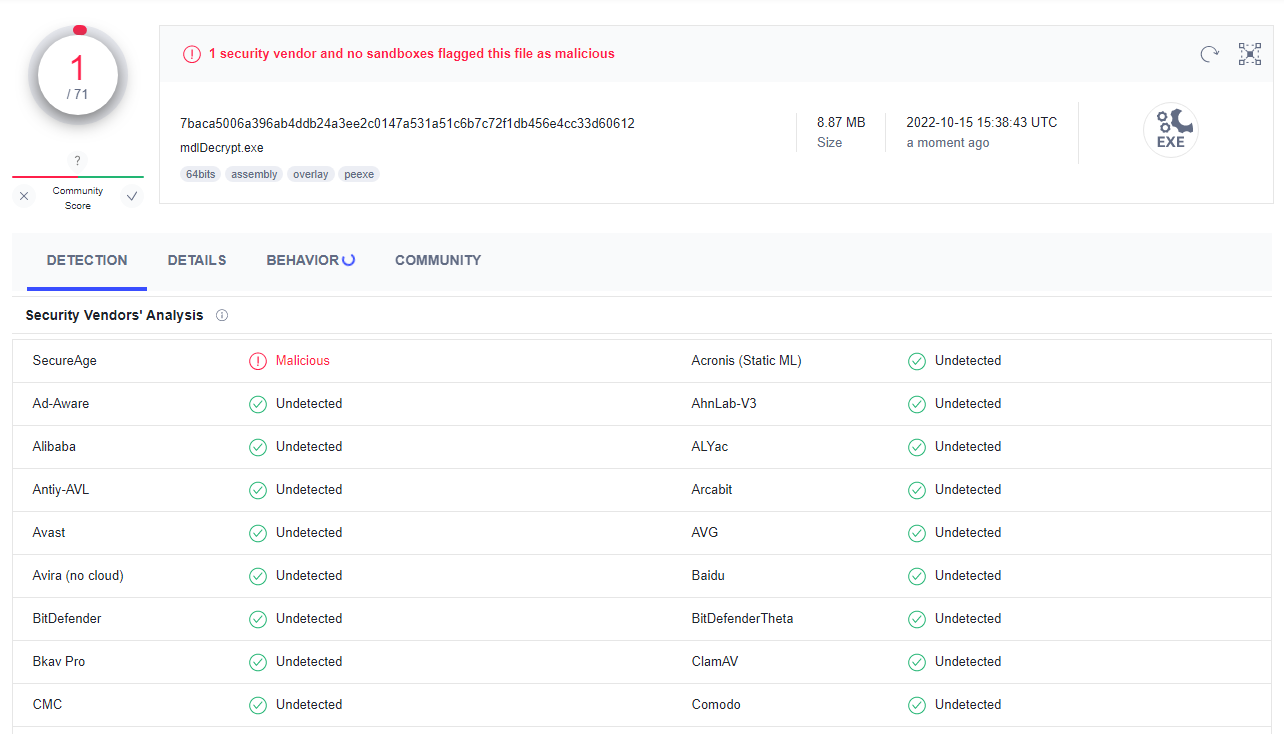 1
/ 71
?
Community
Score
1 security vendor and no sandboxes flagged this file as malicious
7baca5006a396ab4ddb24a3ee2c0147a531a51c6b7c72f1db456e4cc33d60612
mdlDecrypt.exe
64bits assembly overlay peexe
8.87 MB
Size
2022-10-15 15:38:43 UTC
a moment ago
EXE
DETECTION DETAILS BEHAVIOR COMMUNITY
Security Vendors' Analysis
SecureAge Malicious Acronis (Static ML) Undetected
Ad-Aware Undetected AhnLab-V3 Undetected
Alibaba Undetected ALYac Undetected
Antiy-AVL Undetected Arcabit Undetected
Avast Undetected AVG Undetected
Avira (no cloud) Undetected Baidu Undetected
BitDefender Undetected BitDefenderTheta Undetected
Bkav Pro Undetected ClamAV Undetected
CMC Undetected Comodo Undetected